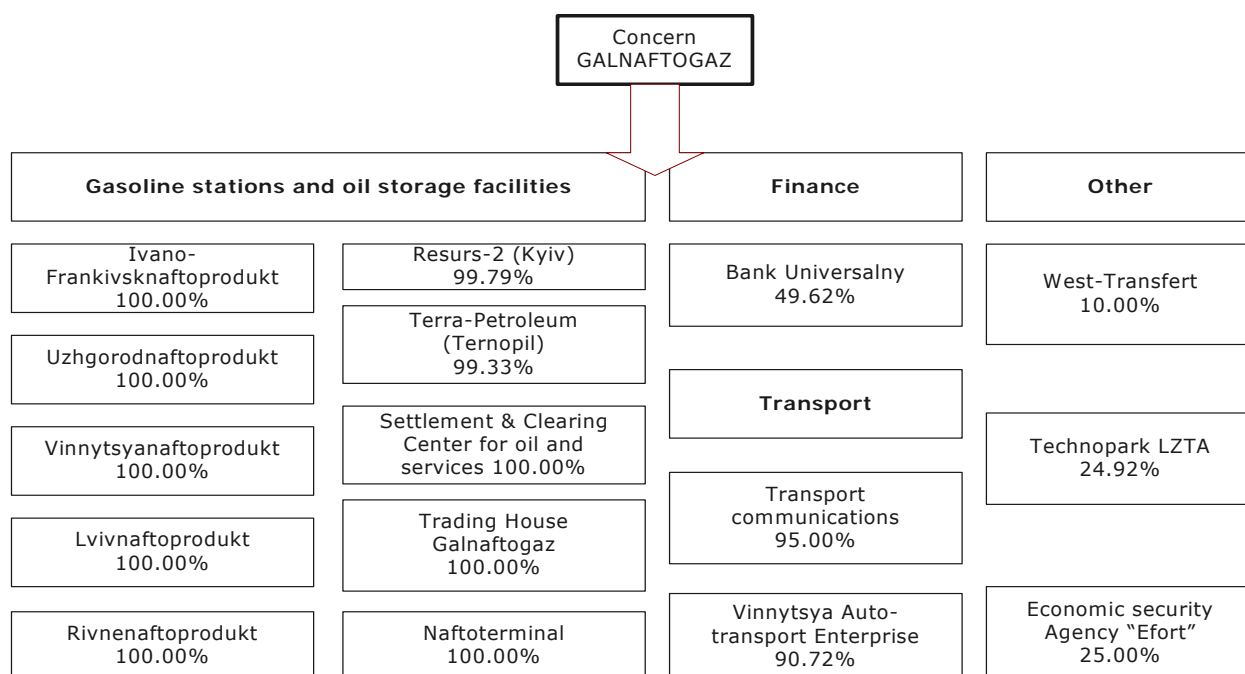 Concern
GALNAFTOGAZ
Gasoline stations and oil storage facilities
Finance
Other
Ivano-
Frankivsknaftoprodukt
100.00%
Uzhgorodnaftoprodukt
100.00%
Vinnytsyanaftoprodukt
100.00%
Lvivnaftoprodukt
100.00%
Rivnenaftoprodukt
100.00%
Resurs-2 (Kyiv)
99.79%
Terra-Petroleum
(Ternopil)
99.33%
Settlement & Clearing
Center for oil and
services 100.00%
Trading House
Galnaftogaz
100.00%
Naftoterminal
100.00%
Bank Universalny
49.62%
Transport
Transport
communications
95.00%
Vinnytsya Auto-
transport Enterprise
90.72%
West-Transfert
10.00%
Technopark LZTA
24.92%
Economic security
Agency “Efort”
25.00%